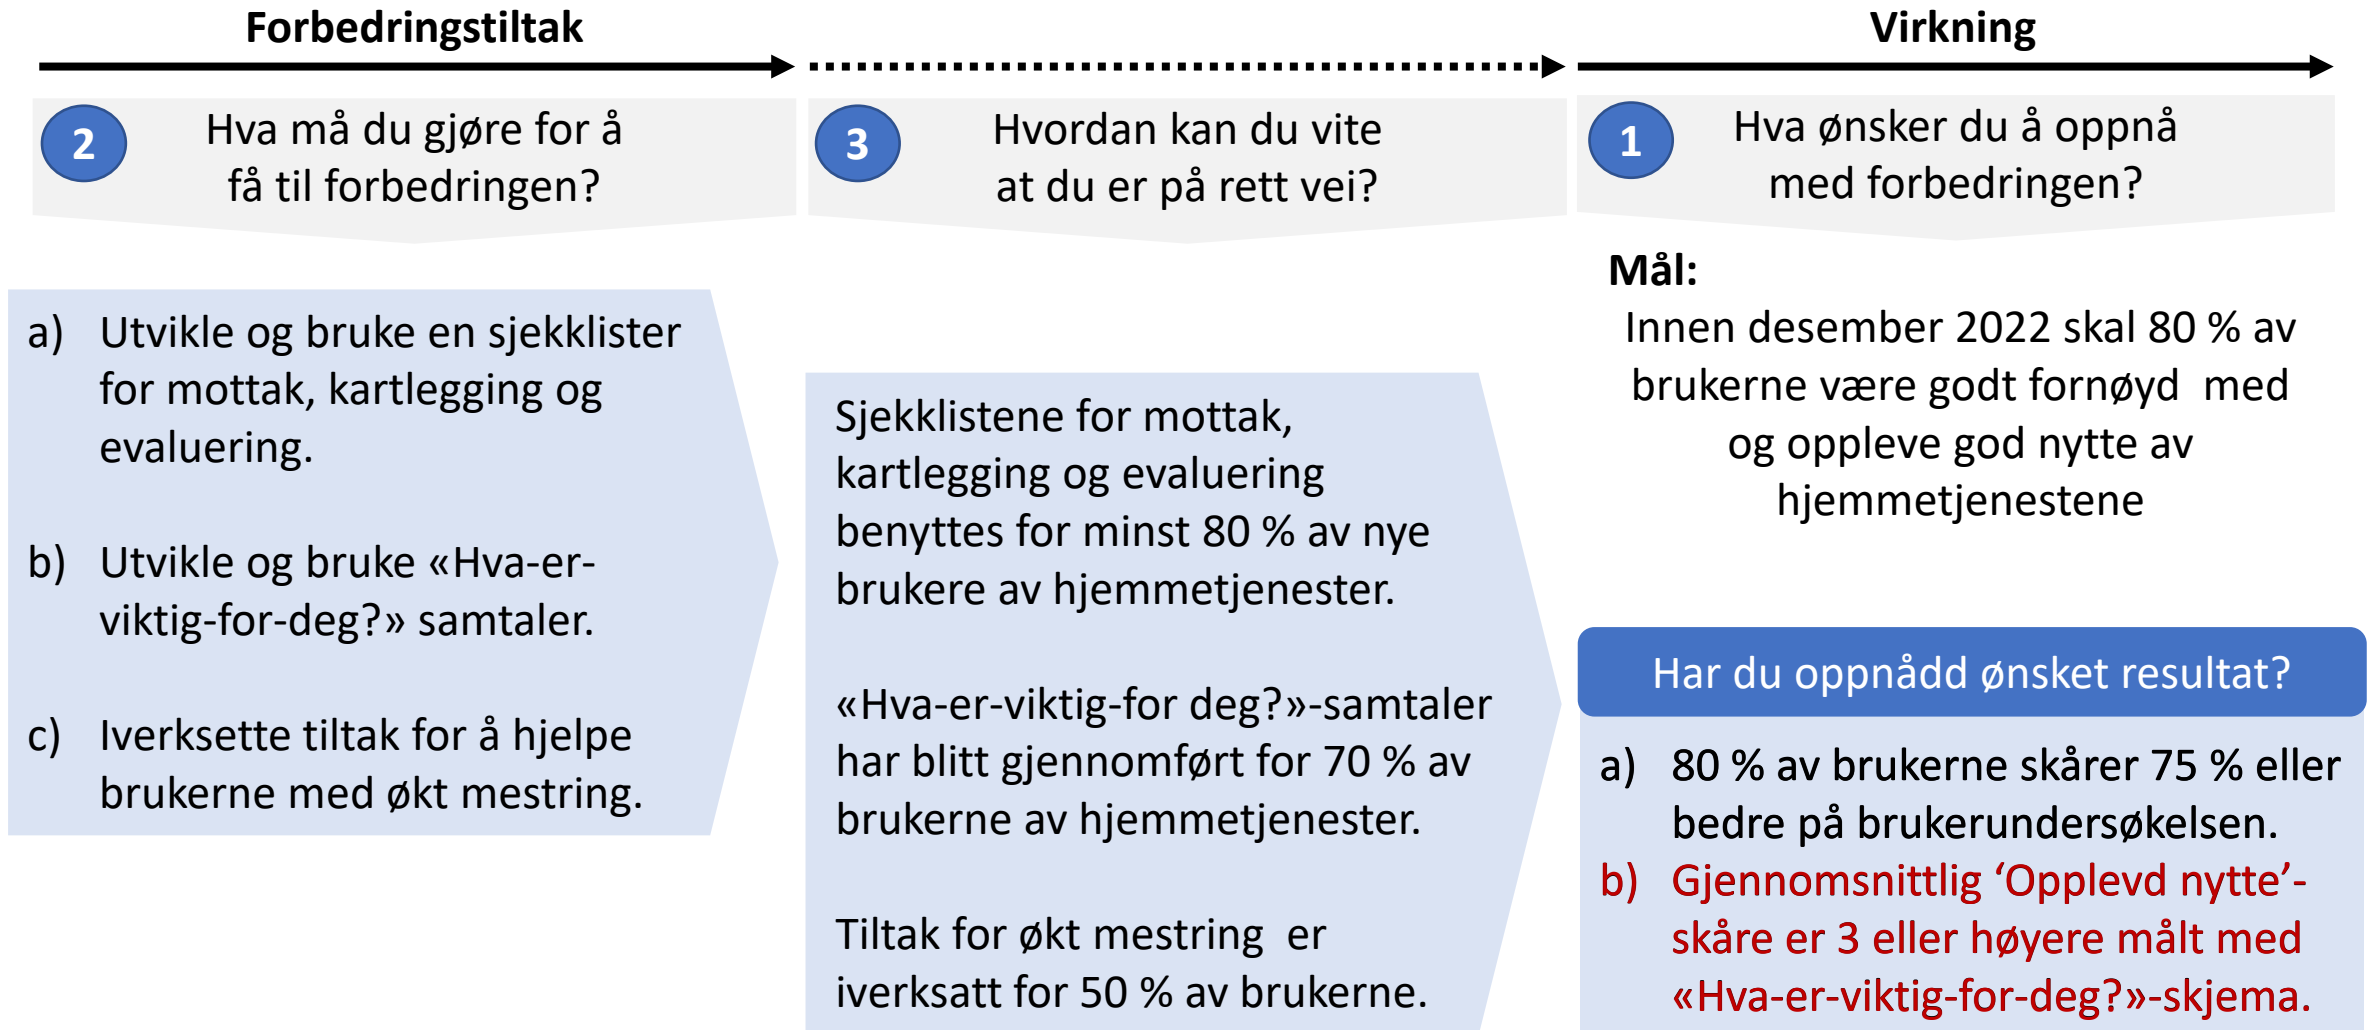 Forbedringstiltak
Virkning
2
Hva må du gjøre for å
få til forbedringen?
3
Hvordan kan du vite
at du er på rett vei?
1
Hva ønsker du å oppnå
med forbedringen?
a) Utvikle og bruke en sjekklister
for mottak, kartlegging og
evaluering.
b) Utvikle og bruke «Hva-er-
viktig-for-deg?» samtaler.
c) Iverksette tiltak for å hjelpe
brukerne med økt mestring.
Sjekklistene for mottak,
kartlegging og evaluering
benyttes for minst 80 % av nye
brukere av hjemmetjenester.
«Hva-er-viktig-for deg?»-samtaler
har blitt gjennomført for 70 % av
brukerne av hjemmetjenester.
Tiltak for økt mestring er
iverksatt for 50 % av brukerne.
Mål:
Innen desember 2022 skal 80 % av
brukerne være godt fornøyd med
og oppleve god nytte av
hjemmetjenestene
Har du oppnådd ønsket resultat?
a) 80 % av brukerne skårer 75 % eller
bedre på brukerundersøkelsen.
b) Gjennomsnittlig ‘Opplevd nytte’-
skåre er 3 eller høyere målt med
«Hva-er-viktig-for-deg?»-skjema.